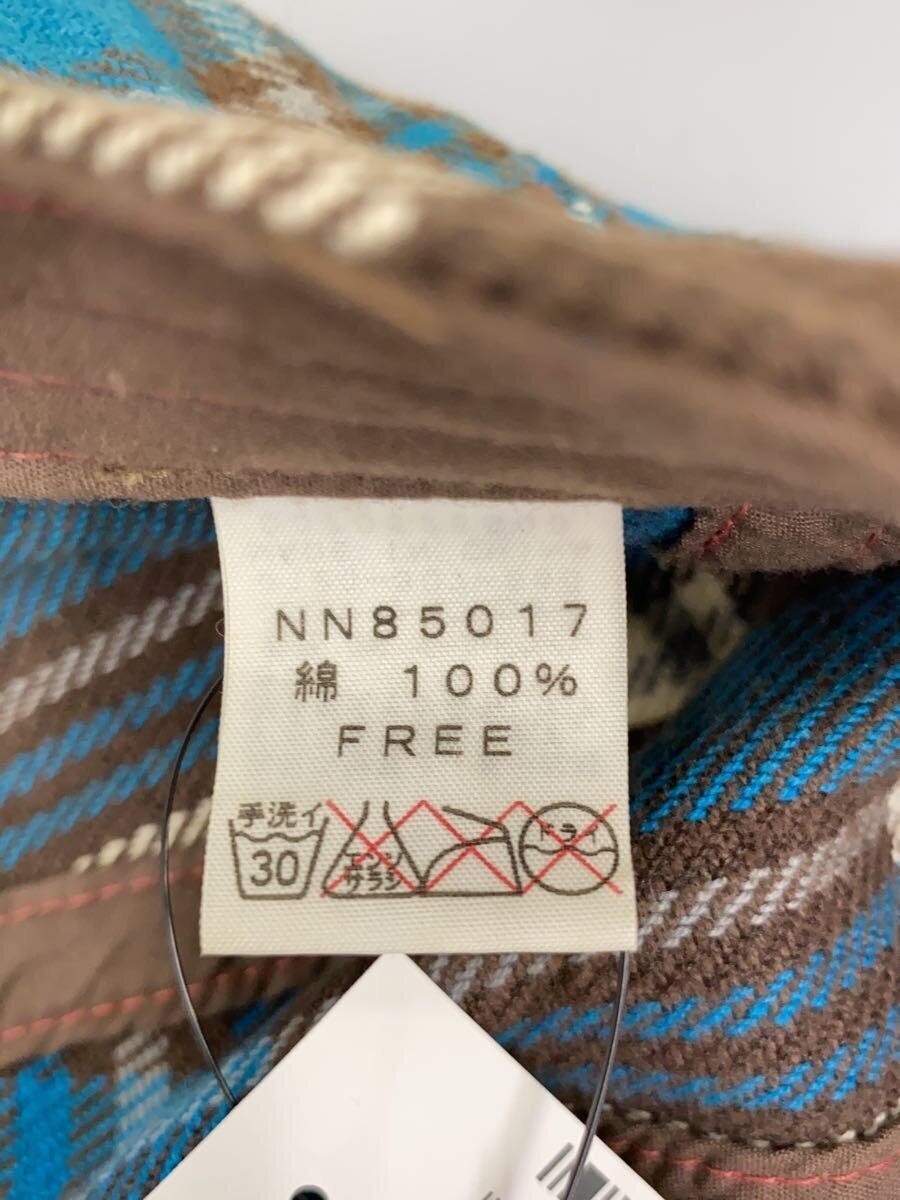 NN85017
綿 100%
FREE
手洗イ
30
エンソ
サラシ
ドライ